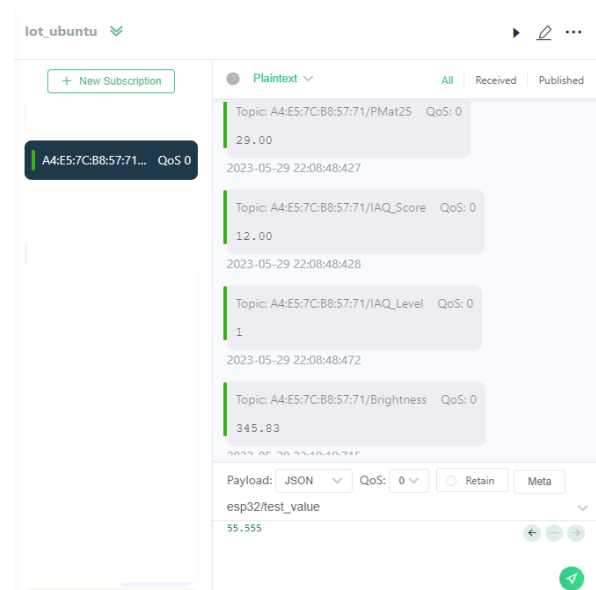 Iot_ubuntu
+ New Subscription
Plaintext
All Received Published
A4:E5:7C:B8:57:71... QoS 0
Topic: A4:E5:7C:B8:57:71/PMat25 QoS: 0
29.00
2023-05-29 22:08:48:427
Topic: A4:E5:7C:B8:57:71/IAQ_Score QoS: 0
12.00
2023-05-29 22:08:48:428
Topic: A4:E5:7C:B8:57:71/IAQ_Level QoS: 0
1
2023-05-29 22:08:48:472
Topic: A4:E5:7C:B8:57:71/Brightness QoS: 0
345.83
Payload: JSON QoS: 0 Retain Meta
esp32/test_value
55.555